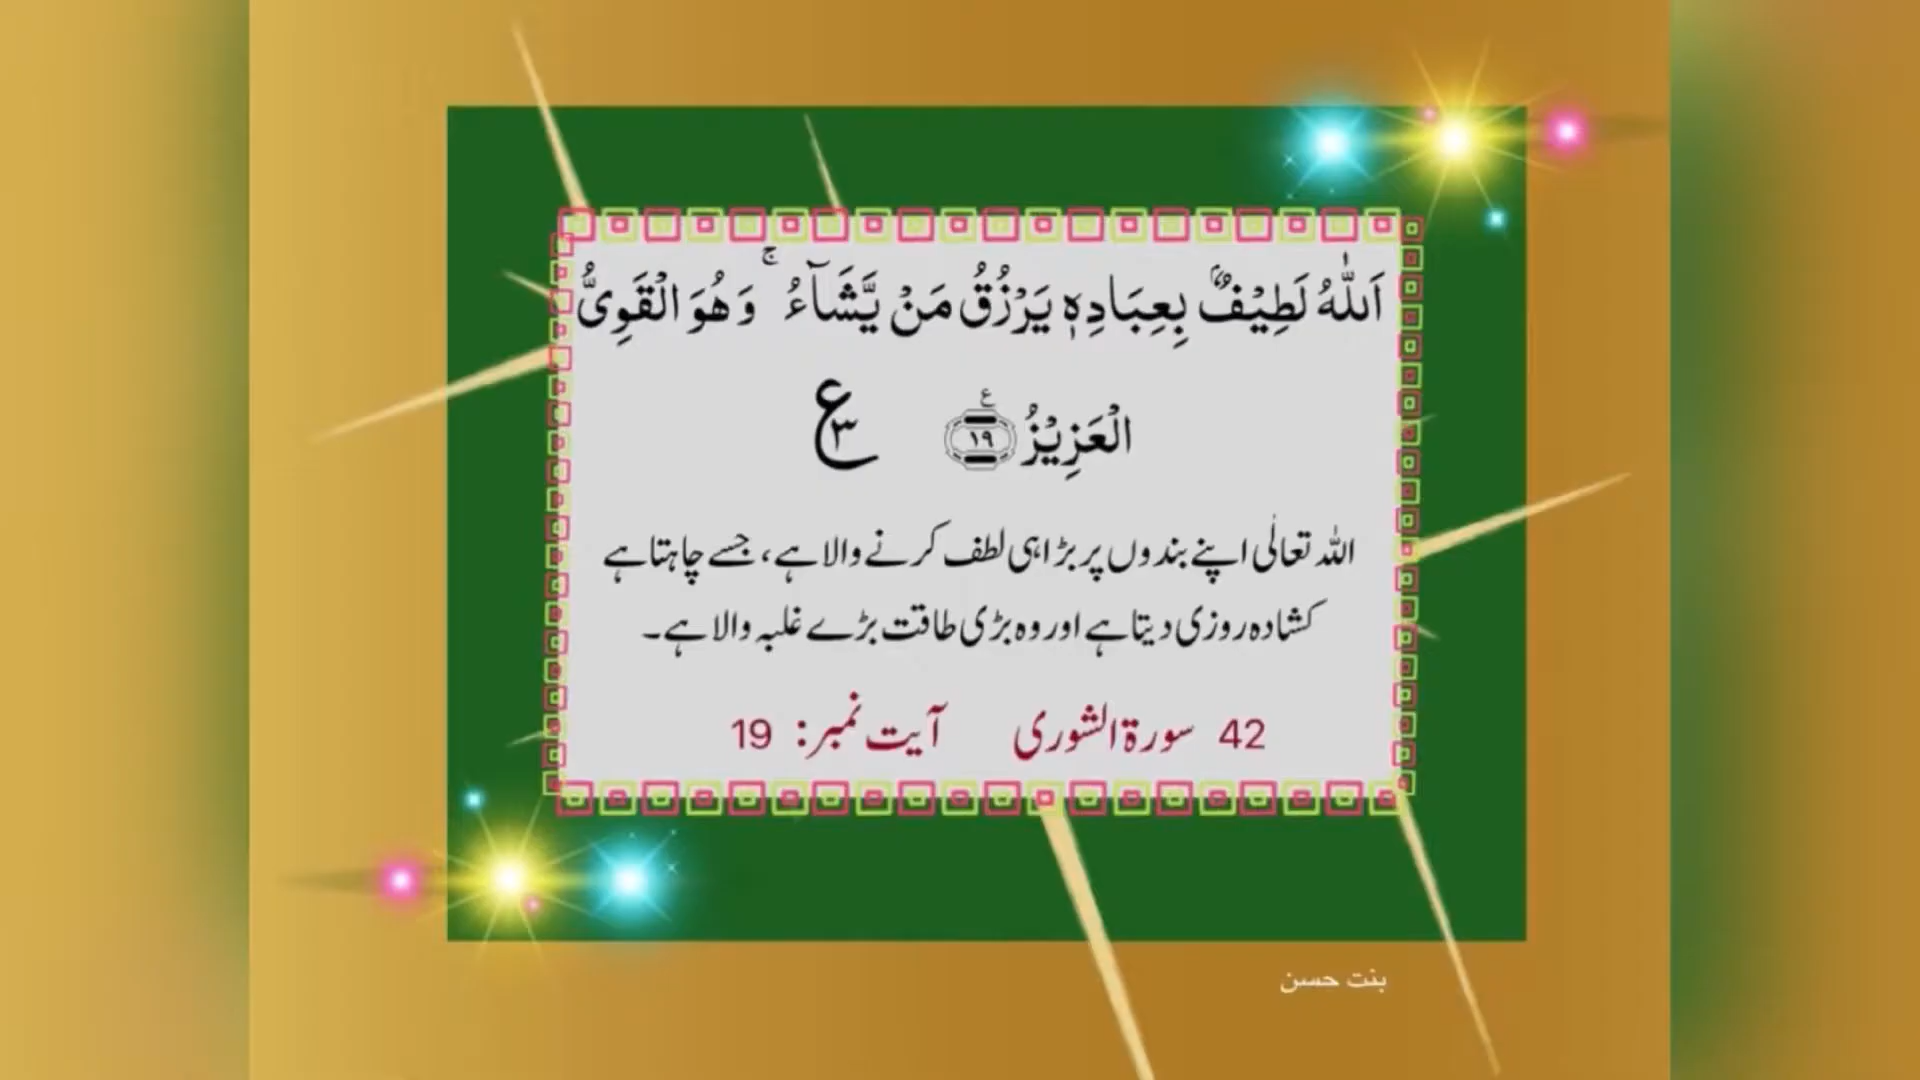 اَللّٰهُ لَطِيْفٌۢ بِعِبَادِهٖ يَرْزُقُ مَنْ يَّشَآءُ ۚ وَهُوَ الْقَوِىُّ
الْعَزِيْزُ ۱۹ ع ع ۳
اللہ تعالٰی اپنے بندوں پر بڑا ہی لطف کرنے والا ہے، جسے چاہتا ہے
کشادہ روزی دیتا ہے اور وہ بڑی طاقت بڑے غلبہ والا ہے۔
42 سورۃ الشوری آیت نمبر: 19
بنت حسن